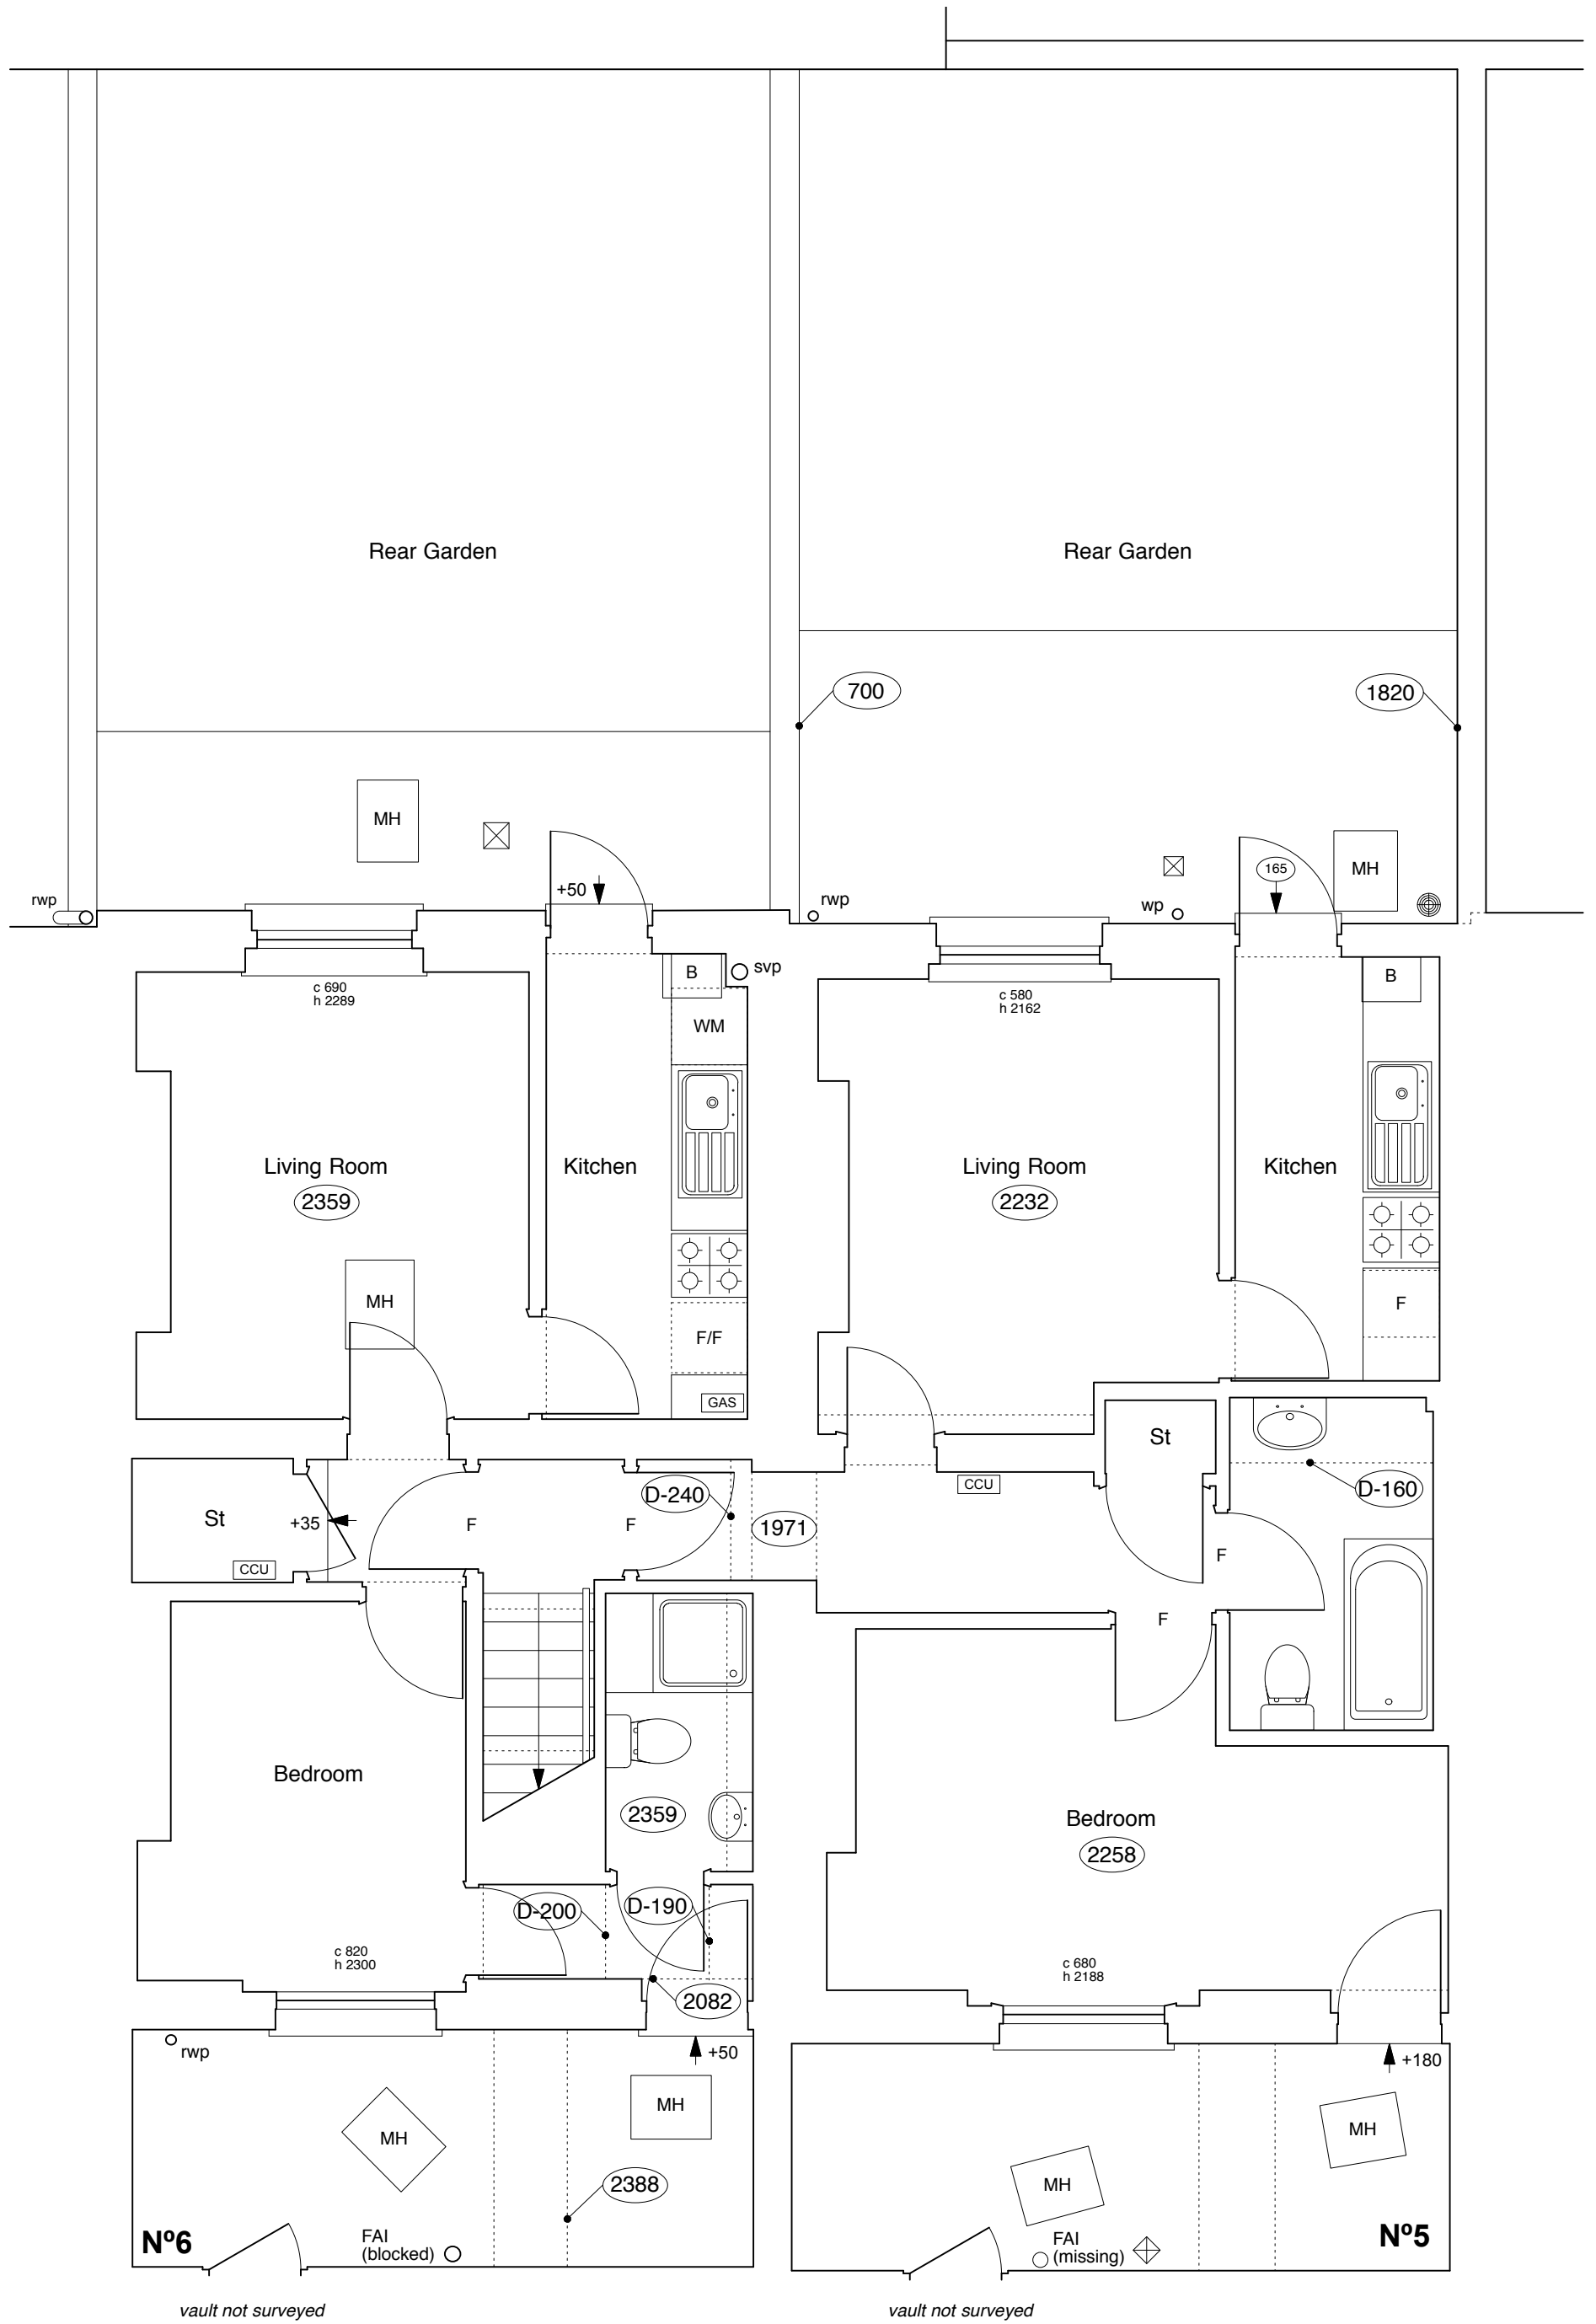 Rear Garden
Rear Garden
700
1820
MH
MH
+50
165
rwp
rwp
wp
svp
B
B
c 690
h 2289
c 580
h 2162
WM
Living Room
2359
Kitchen
Living Room
2232
Kitchen
MH
F
F/F
GAS
St
D-240
CCU
D-160
St
+35
F
F
1971
CCU
F
F
Bedroom
2359
Bedroom
2258
D-200
D-190
c 820
h 2300
c 680
h 2188
2082
rwp
+50
+180
MH
MH
MH
MH
2388
Nº6
FAI
(blocked)
FAI
(missing)
Nº5
vault not surveyed
vault not surveyed